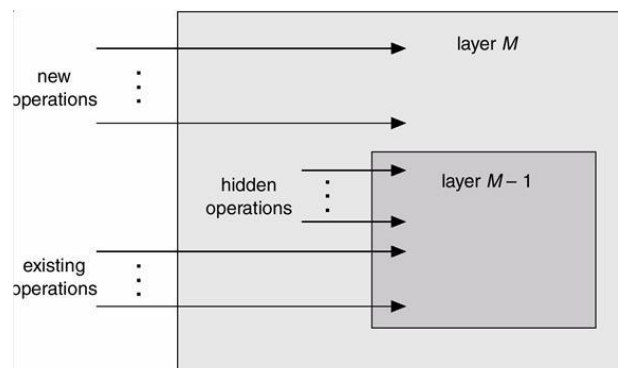 layer M
new
operations
hidden
operations
layer M – 1
existing
operations